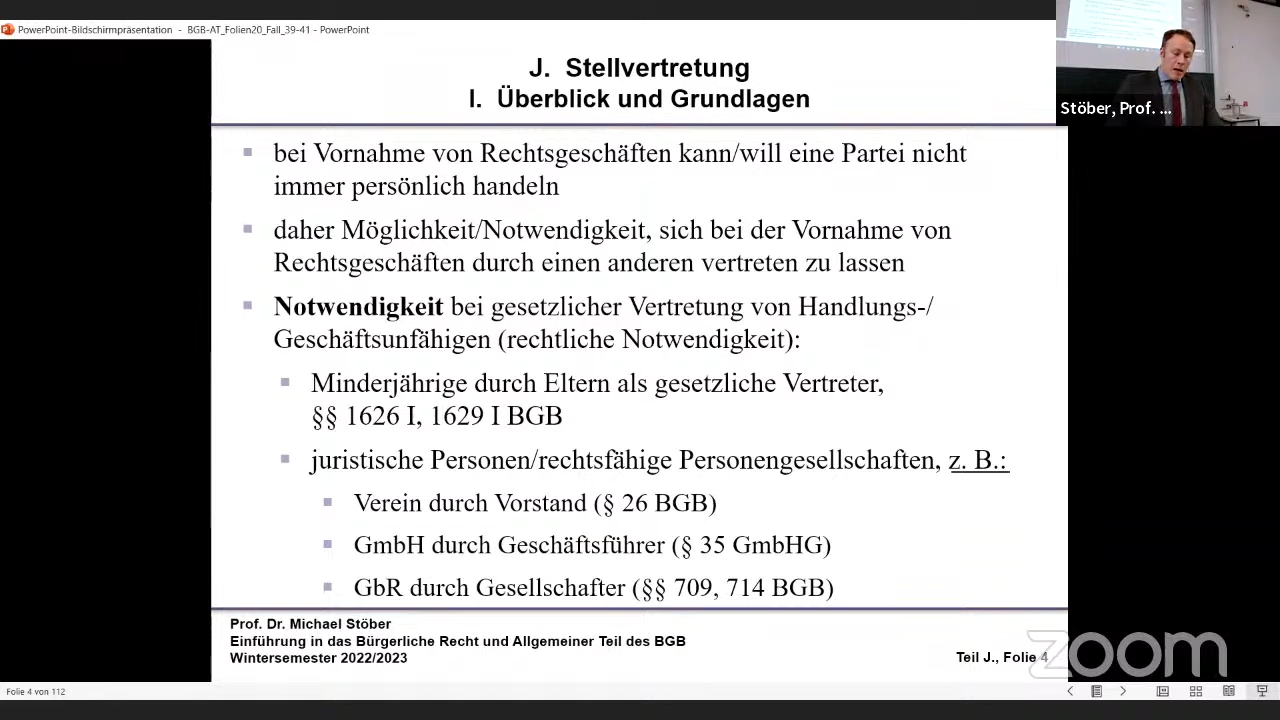 PowerPoint-Bildschirmpräsentation - BGB-AT_Folien20_Fall_39-41 - PowerPoint
J. Stellvertretung
I. Überblick und Grundlagen
Stöber, Prof. ...
bei Vornahme von Rechtsgeschäften kann/will eine Partei nicht
immer persönlich handeln
daher Möglichkeit/Notwendigkeit, sich bei der Vornahme von
Rechtsgeschäften durch einen anderen vertreten zu lassen
Notwendigkeit bei gesetzlicher Vertretung von Handlungs-/
Geschäftsunfähigen (rechtliche Notwendigkeit):
Minderjährige durch Eltern als gesetzliche Vertreter,
§§ 1626 I, 1629 I BGB
juristische Personen/rechtsfähige Personengesellschaften, z. B.:
Verein durch Vorstand (§ 26 BGB)
GmbH durch Geschäftsführer (§ 35 GmbHG)
GbR durch Gesellschafter (§§ 709, 714 BGB)
Prof. Dr. Michael Stöber
Einführung in das Bürgerliche Recht und Allgemeiner Teil des BGB
Wintersemester 2022/2023
Teil J., Folie 4
zoom
Folie 4 von 112